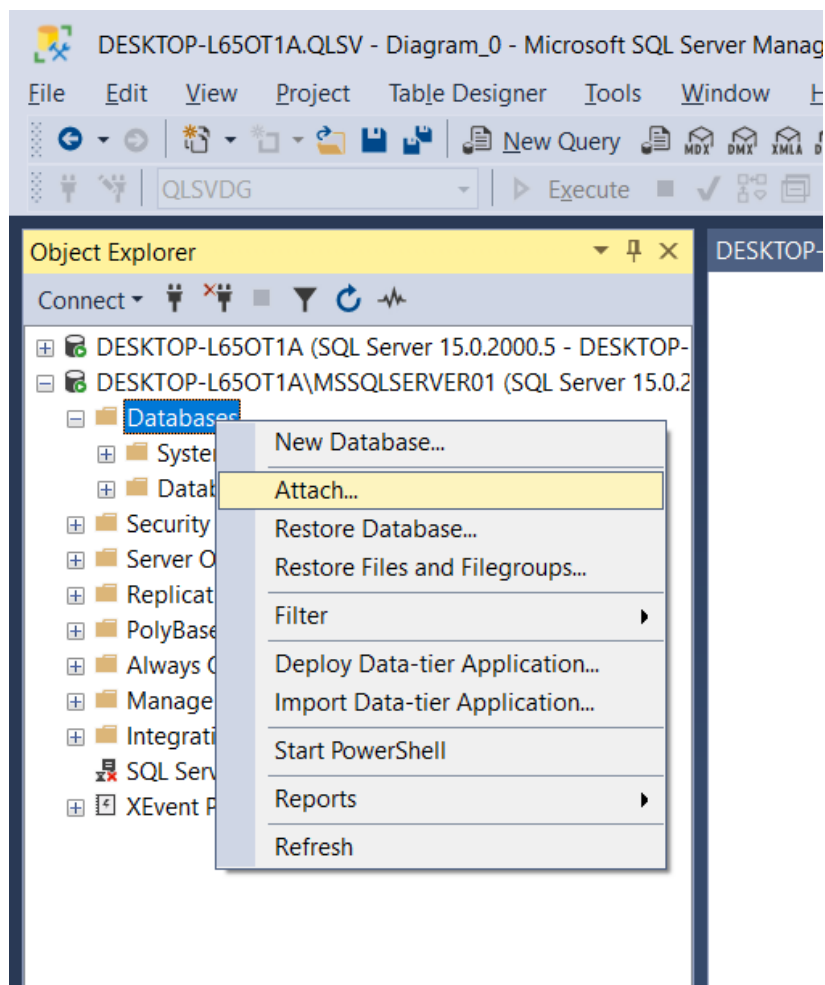 DESKTOP-L65OT1A.QLSV - Diagram_0 - Microsoft SQL Server Manag
File Edit View Project Table Designer Tools Window H
New Query MDX DMX XMLA
QLSVDG Execute
Object Explorer
DESKTOP-
Connect
DESKTOP-L65OT1A (SQL Server 15.0.2000.5 - DESKTOP-
DESKTOP-L65OT1A\MSSQLSERVER01 (SQL Server 15.0.2
Databases
Syste
Datab
Security
Server O
Replicat
PolyBase
Always O
Manage
Integrati
SQL Serv
XEvent P
New Database...
Attach...
Restore Database...
Restore Files and Filegroups...
Filter
Deploy Data-tier Application...
Import Data-tier Application...
Start PowerShell
Reports
Refresh